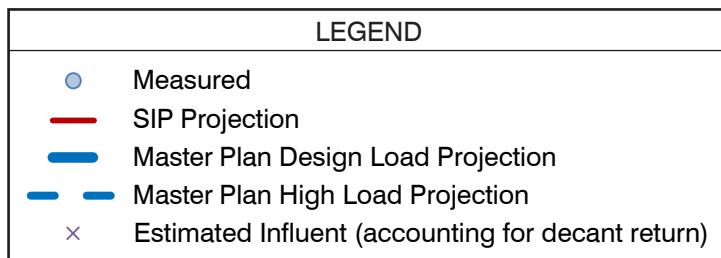 LEGEND
Measured
SIP Projection
Master Plan Design Load Projection
Master Plan High Load Projection
Estimated Influent (accounting for decant return)